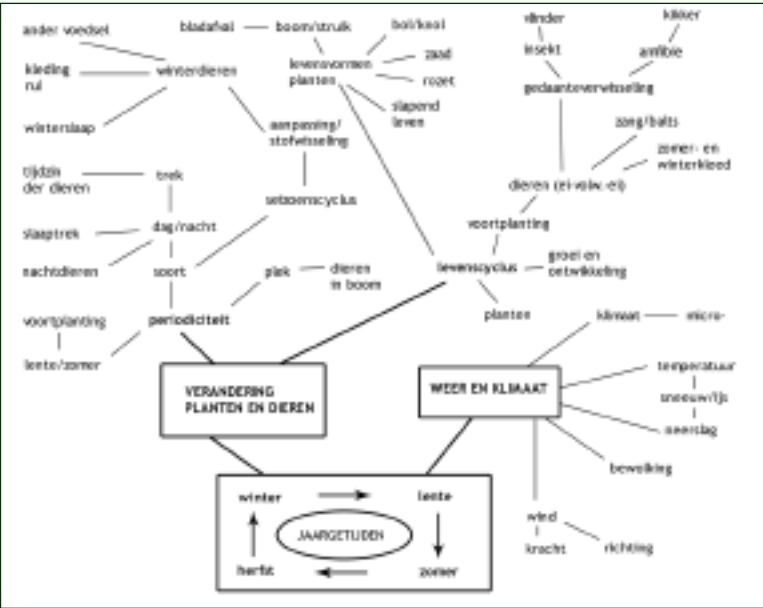 ander voedsel
bladafval
boom/struik
bol/knol
vlinder
kikker
kleding
rui
winterdieren
levensvormen
planten
zaad
rozet
insekt
amfibie
gedaanteverwisseling
winterslaap
aanpassing/
stofwisseling
slapend
leven
zang/balts
zomer- en
winterkleed
tijdzin
der dieren
trek
seizoenscyclus
dieren (ei-volw.-ei)
slaaptrek
dag/nacht
voortplanting
nachtdieren
soort
plek
dieren
in boom
levenscyclus
groei en
ontwikkeling
voortplanting
periodiciteit
planten
klimaat
micro-
lente/zomer
VERANDERING
PLANTEN EN DIEREN
WEER EN KLIMAAT
temperatuur
sneeuw/ijs
neerslag
bewolking
winter
lente
JAARGETIJDEN
herfst
zomer
wind
kracht
richting